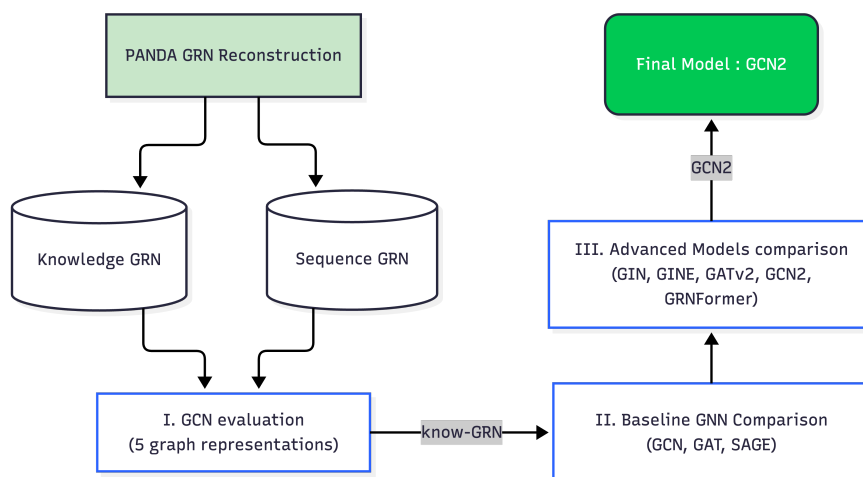 PANDA GRN Reconstruction
Knowledge GRN
Sequence GRN
I. GCN evaluation
(5 graph representations)
know-GRN
II. Baseline GNN Comparison
(GCN, GAT, SAGE)
III. Advanced Models comparison
(GIN, GINE, GATv2, GCN2,
GRNFormer)
GCN2
Final Model : GCN2